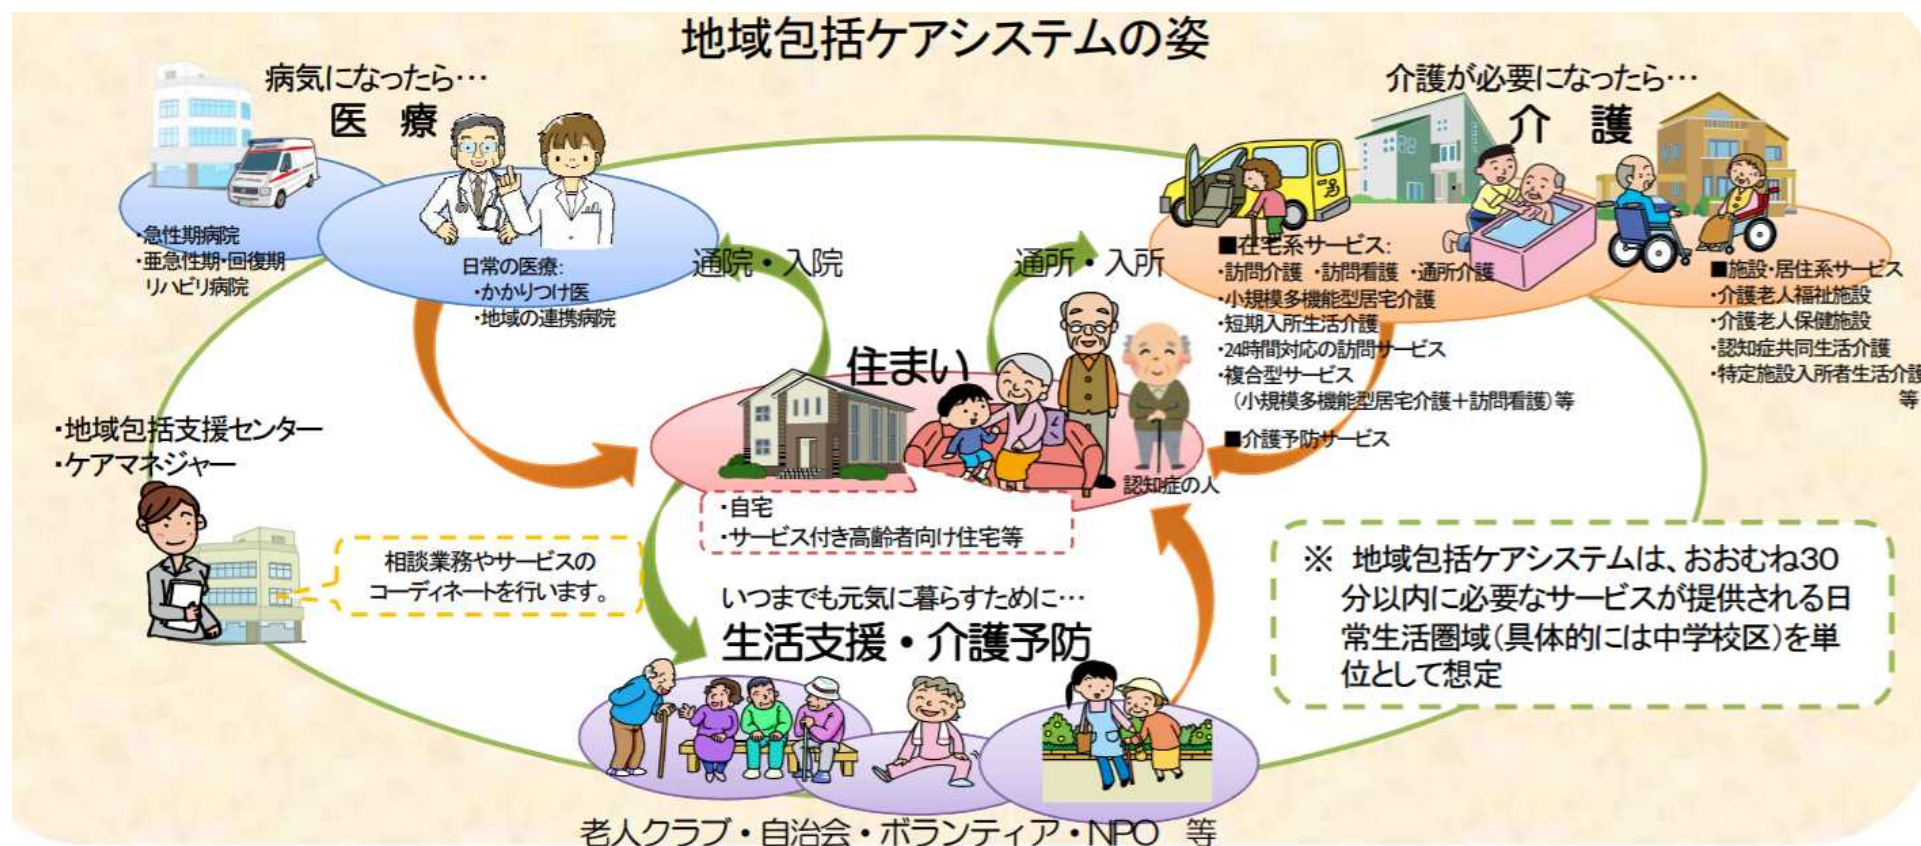 地域包括ケアシステムの姿
病気になったら…
医 療
・急性期病院
・亜急性期・回復期
リハビリ病院
日常の医療:
・かかりつけ医
・地域の連携病院
通院・入院
通所・入所
介護が必要になったら…
介 護
■在宅系サービス:
・訪問介護 ・訪問看護 ・通所介護
・小規模多機能型居宅介護
・短期入所生活介護
・24時間対応の訪問サービス
・複合型サービス
(小規模多機能型居宅介護+訪問看護)等
■介護予防サービス
■施設・居住系サービス
・介護老人福祉施設
・介護老人保健施設
・認知症共同生活介護
・特定施設入所者生活介護
等
住まい
認知症の人
・自宅
・サービス付き高齢者向け住宅等
・地域包括支援センター
・ケアマネジャー
相談業務やサービスの
コーディネートを行います。
いつまでも元気に暮らすために…
生活支援・介護予防
老人クラブ・自治会・ボランティア・NPO 等
※ 地域包括ケアシステムは、おおむね30
分以内に必要なサービスが提供される日
常生活圏域(具体的には中学校区)を単
位として想定